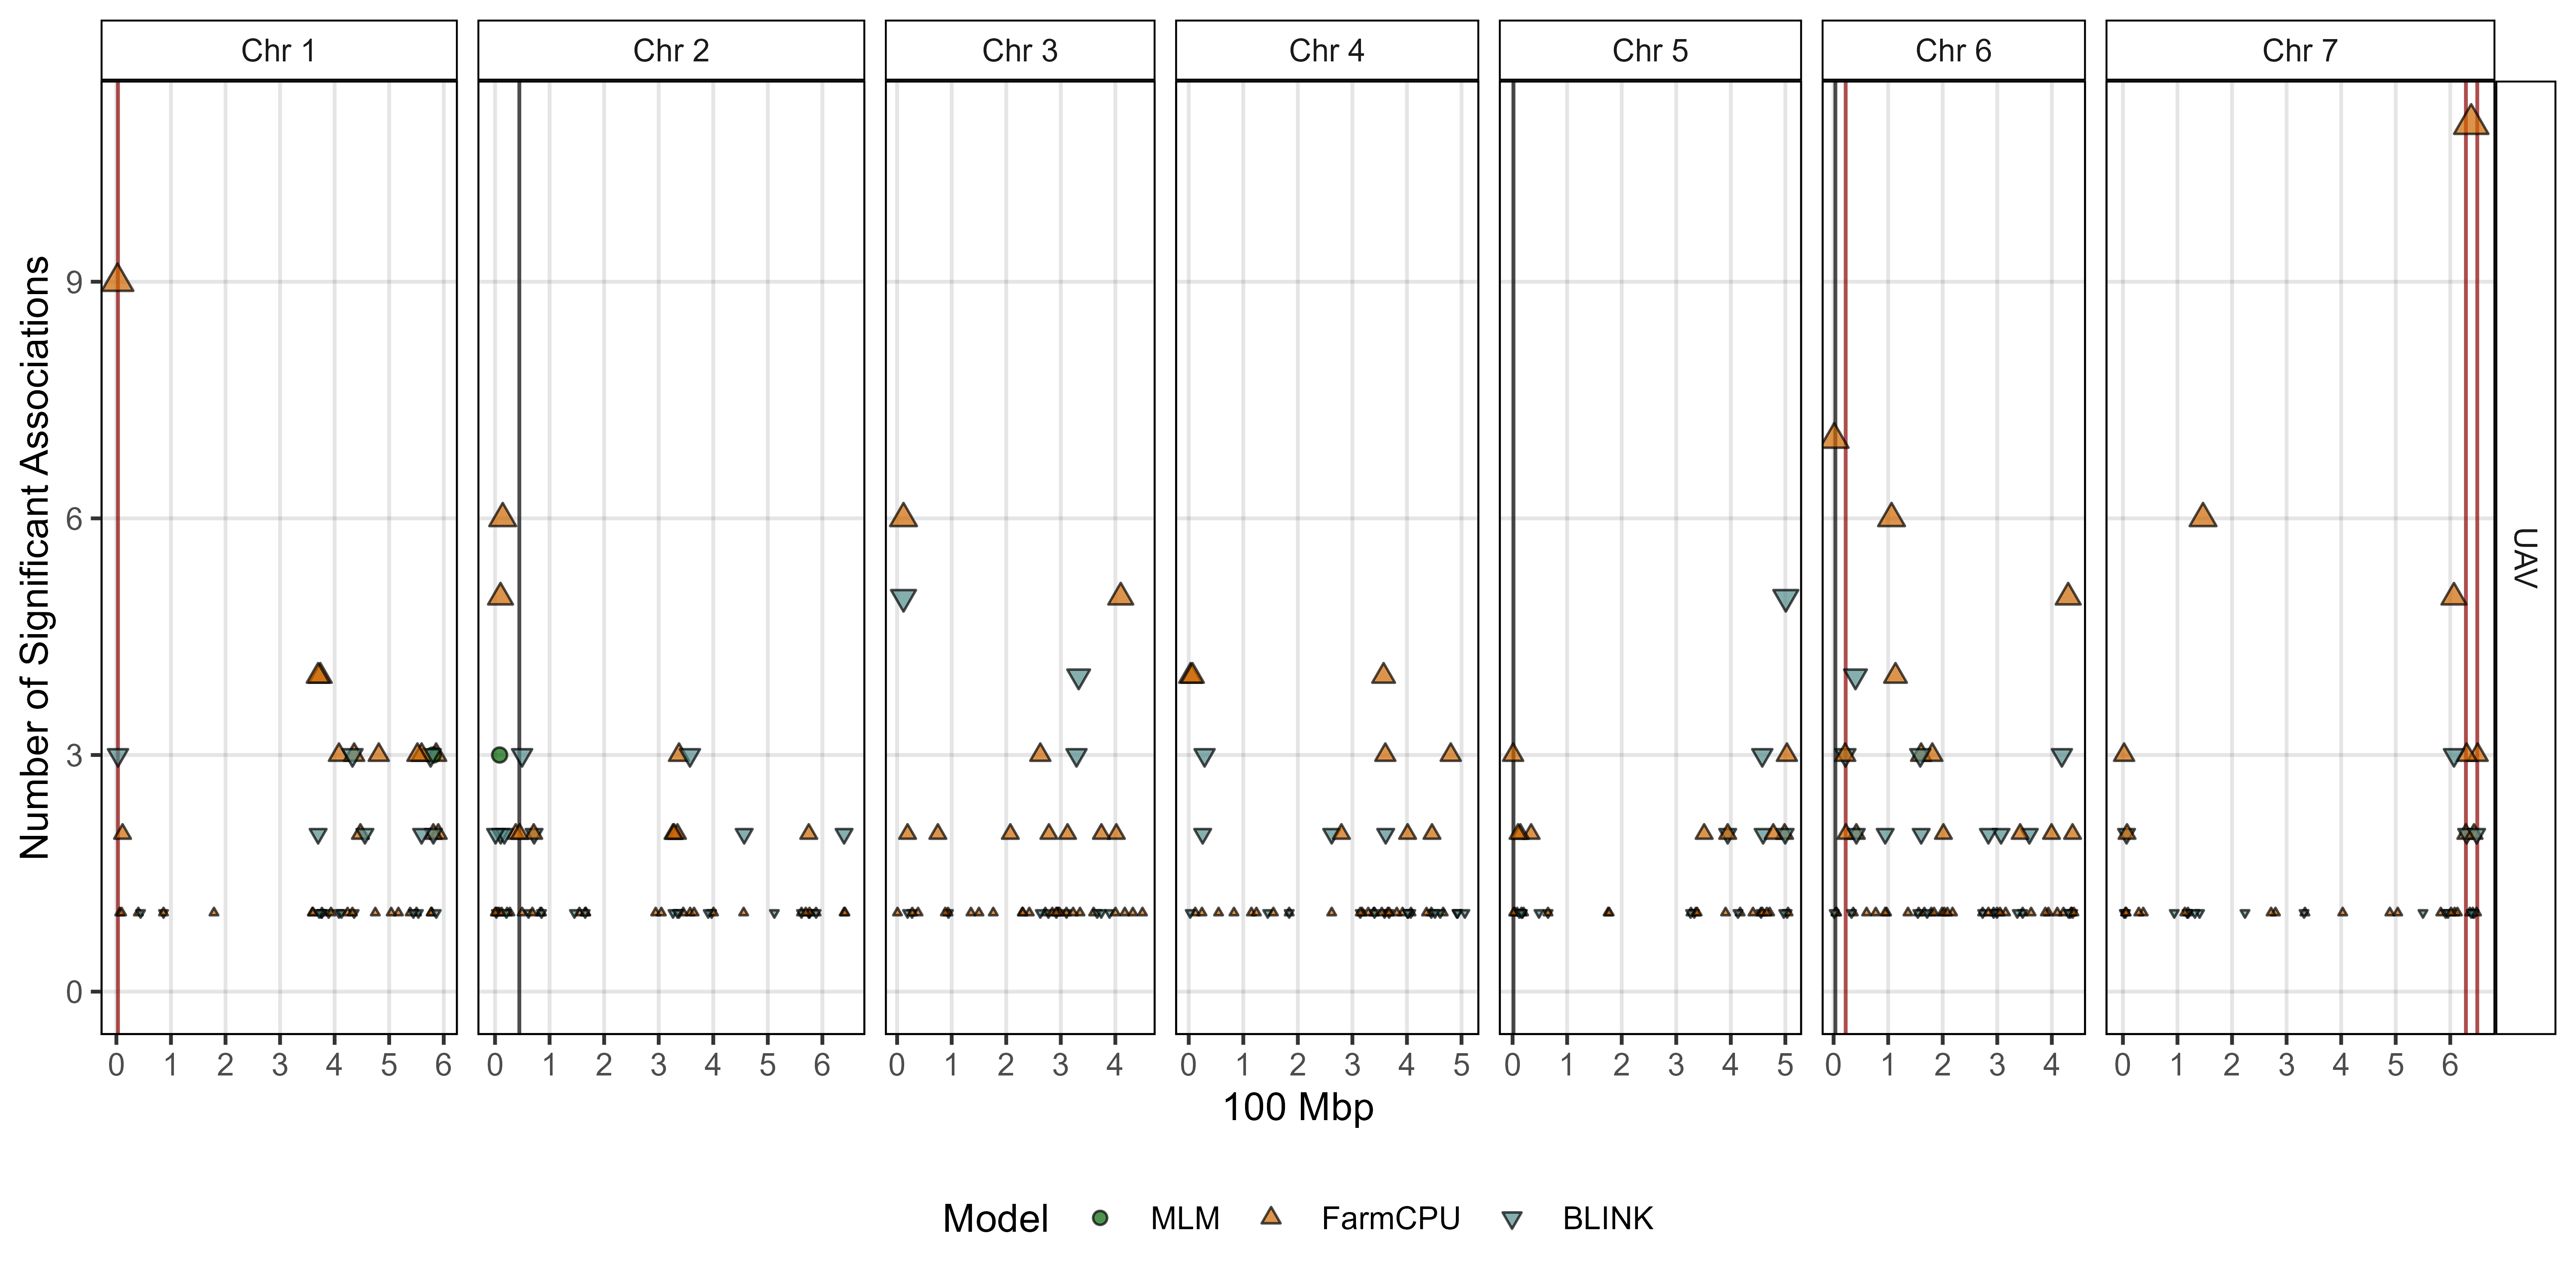 Chr 1 Chr 2 Chr 3 Chr 4 Chr 5 Chr 6 Chr 7
Number of Significant Associations
9
6
3
0
UAV
0 1 2 3 4 5 6 0 1 2 3 4 5 6 0 1 2 3 4 0 1 2 3 4 5 0 1 2 3 4 5 0 1 2 3 4 0 1 2 3 4 5 6
100 Mbp
Model MLM FarmCPU BLINK